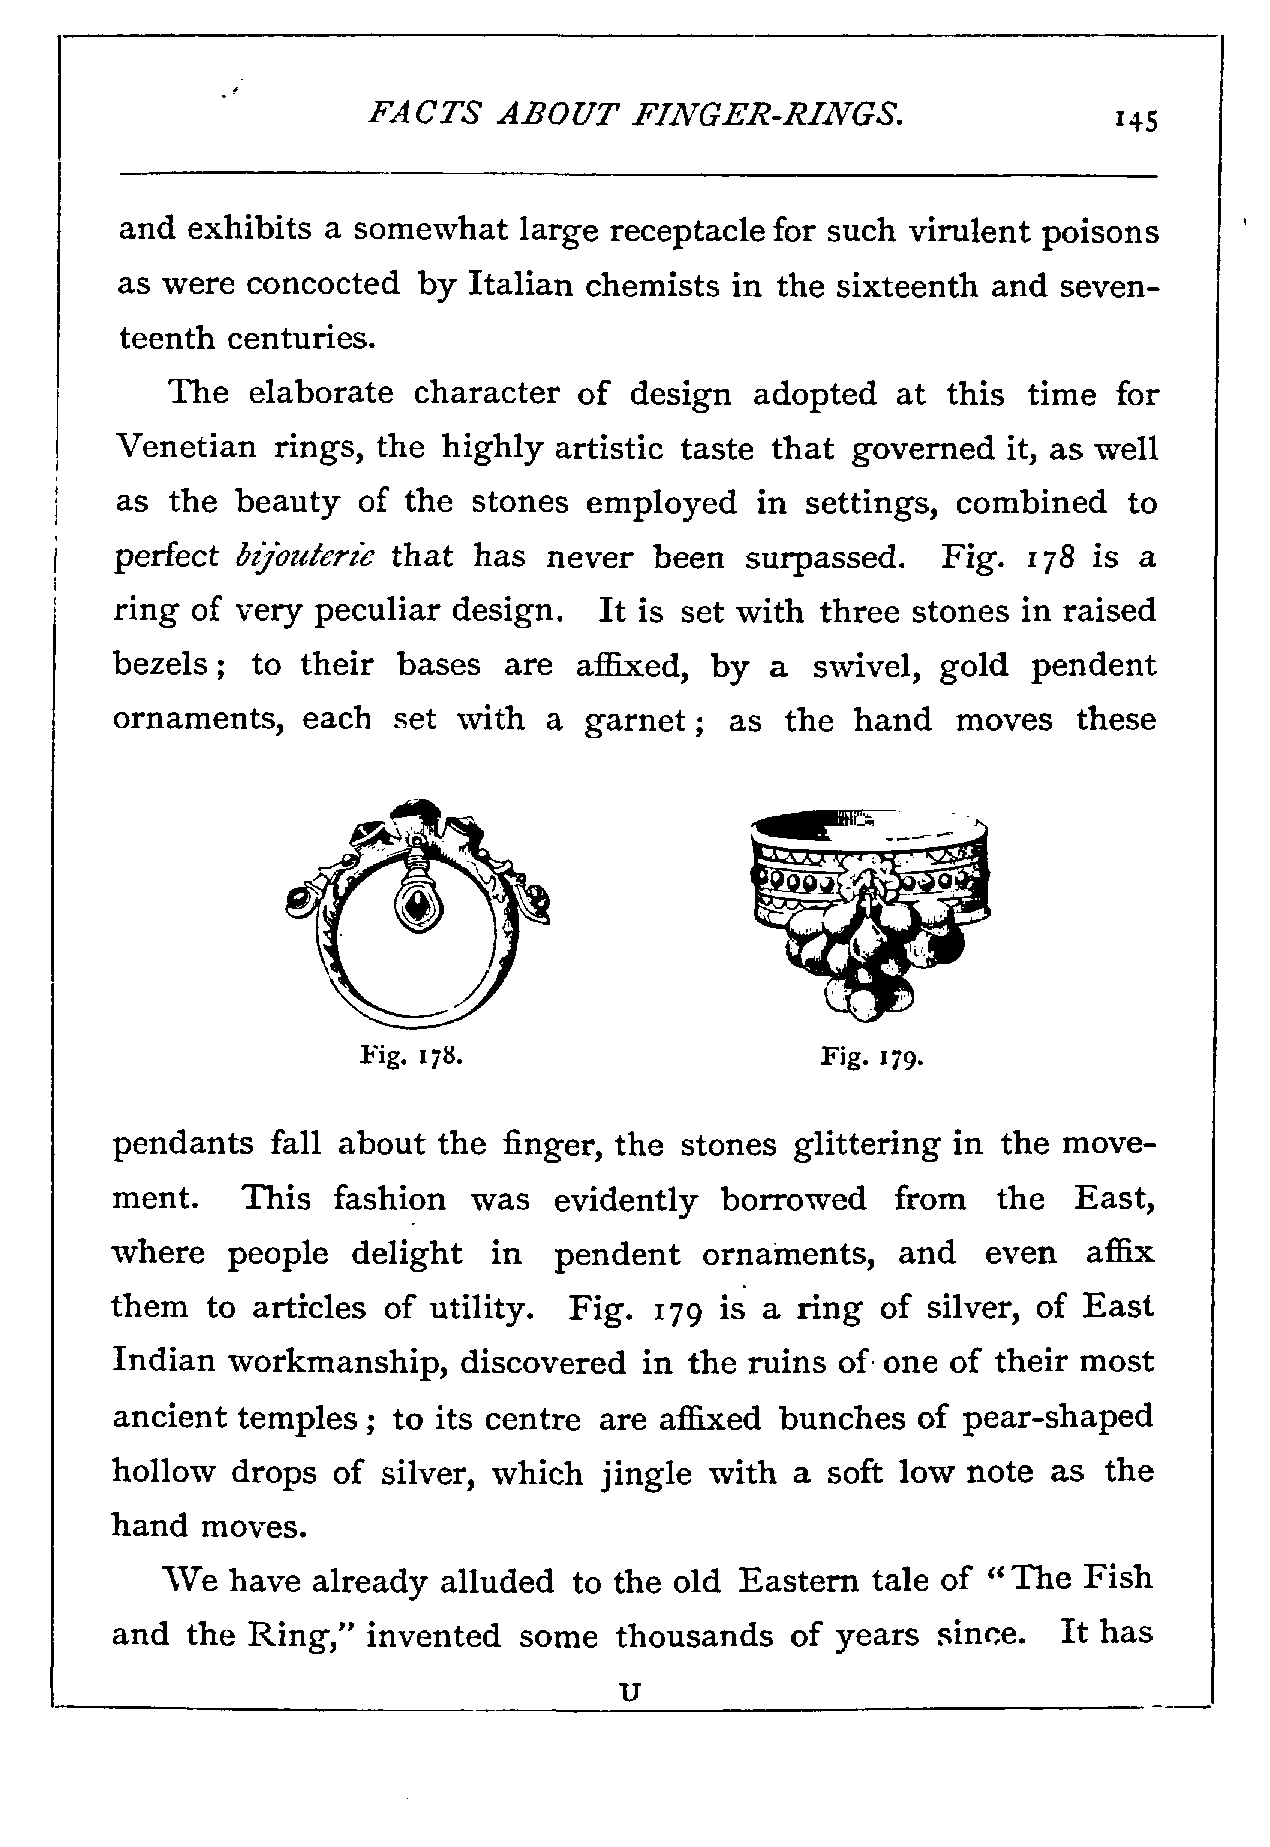 FACTS ABOUT FINGER-RINGS. 145
and exhibits a somewhat large receptacle for such virulent poisons
as were concocted by Italian chemists in the sixteenth and seven-
teenth centuries.
The elaborate character of design adopted at this time for
Venetian rings, the highly artistic taste that governed it, as well
as the beauty of the stones employed in settings, combined to
perfect bijouterie that has never been surpassed. Fig. 178 is a
ring of very peculiar design. It is set with three stones in raised
bezels; to their bases are affixed, by a swivel, gold pendent
ornaments, each set with a garnet; as the hand moves these
Fig. 178. Fig. 179.
pendants fall about the finger, the stones glittering in the move-
ment. This fashion was evidently borrowed from the East,
where people delight in pendent ornaments, and even affix
them to articles of utility. Fig. 179 is a ring of silver, of East
Indian workmanship, discovered in the ruins of one of their most
ancient temples; to its centre are affixed bunches of pear-shaped
hollow drops of silver, which jingle with a soft low note as the
hand moves.
We have already alluded to the old Eastern tale of “The Fish
and the Ring,” invented some thousands of years since. It has
U